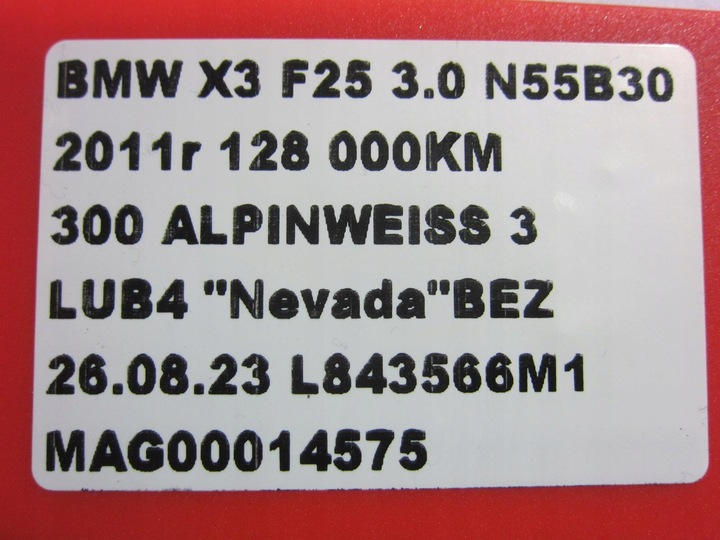 BMW X3 F25 3.0 N55B30
2011r 128 000KM
300 ALPINWEISS 3
LUB4 "Nevada"BEZ
26.08.23 L843566M1
MAG00014575